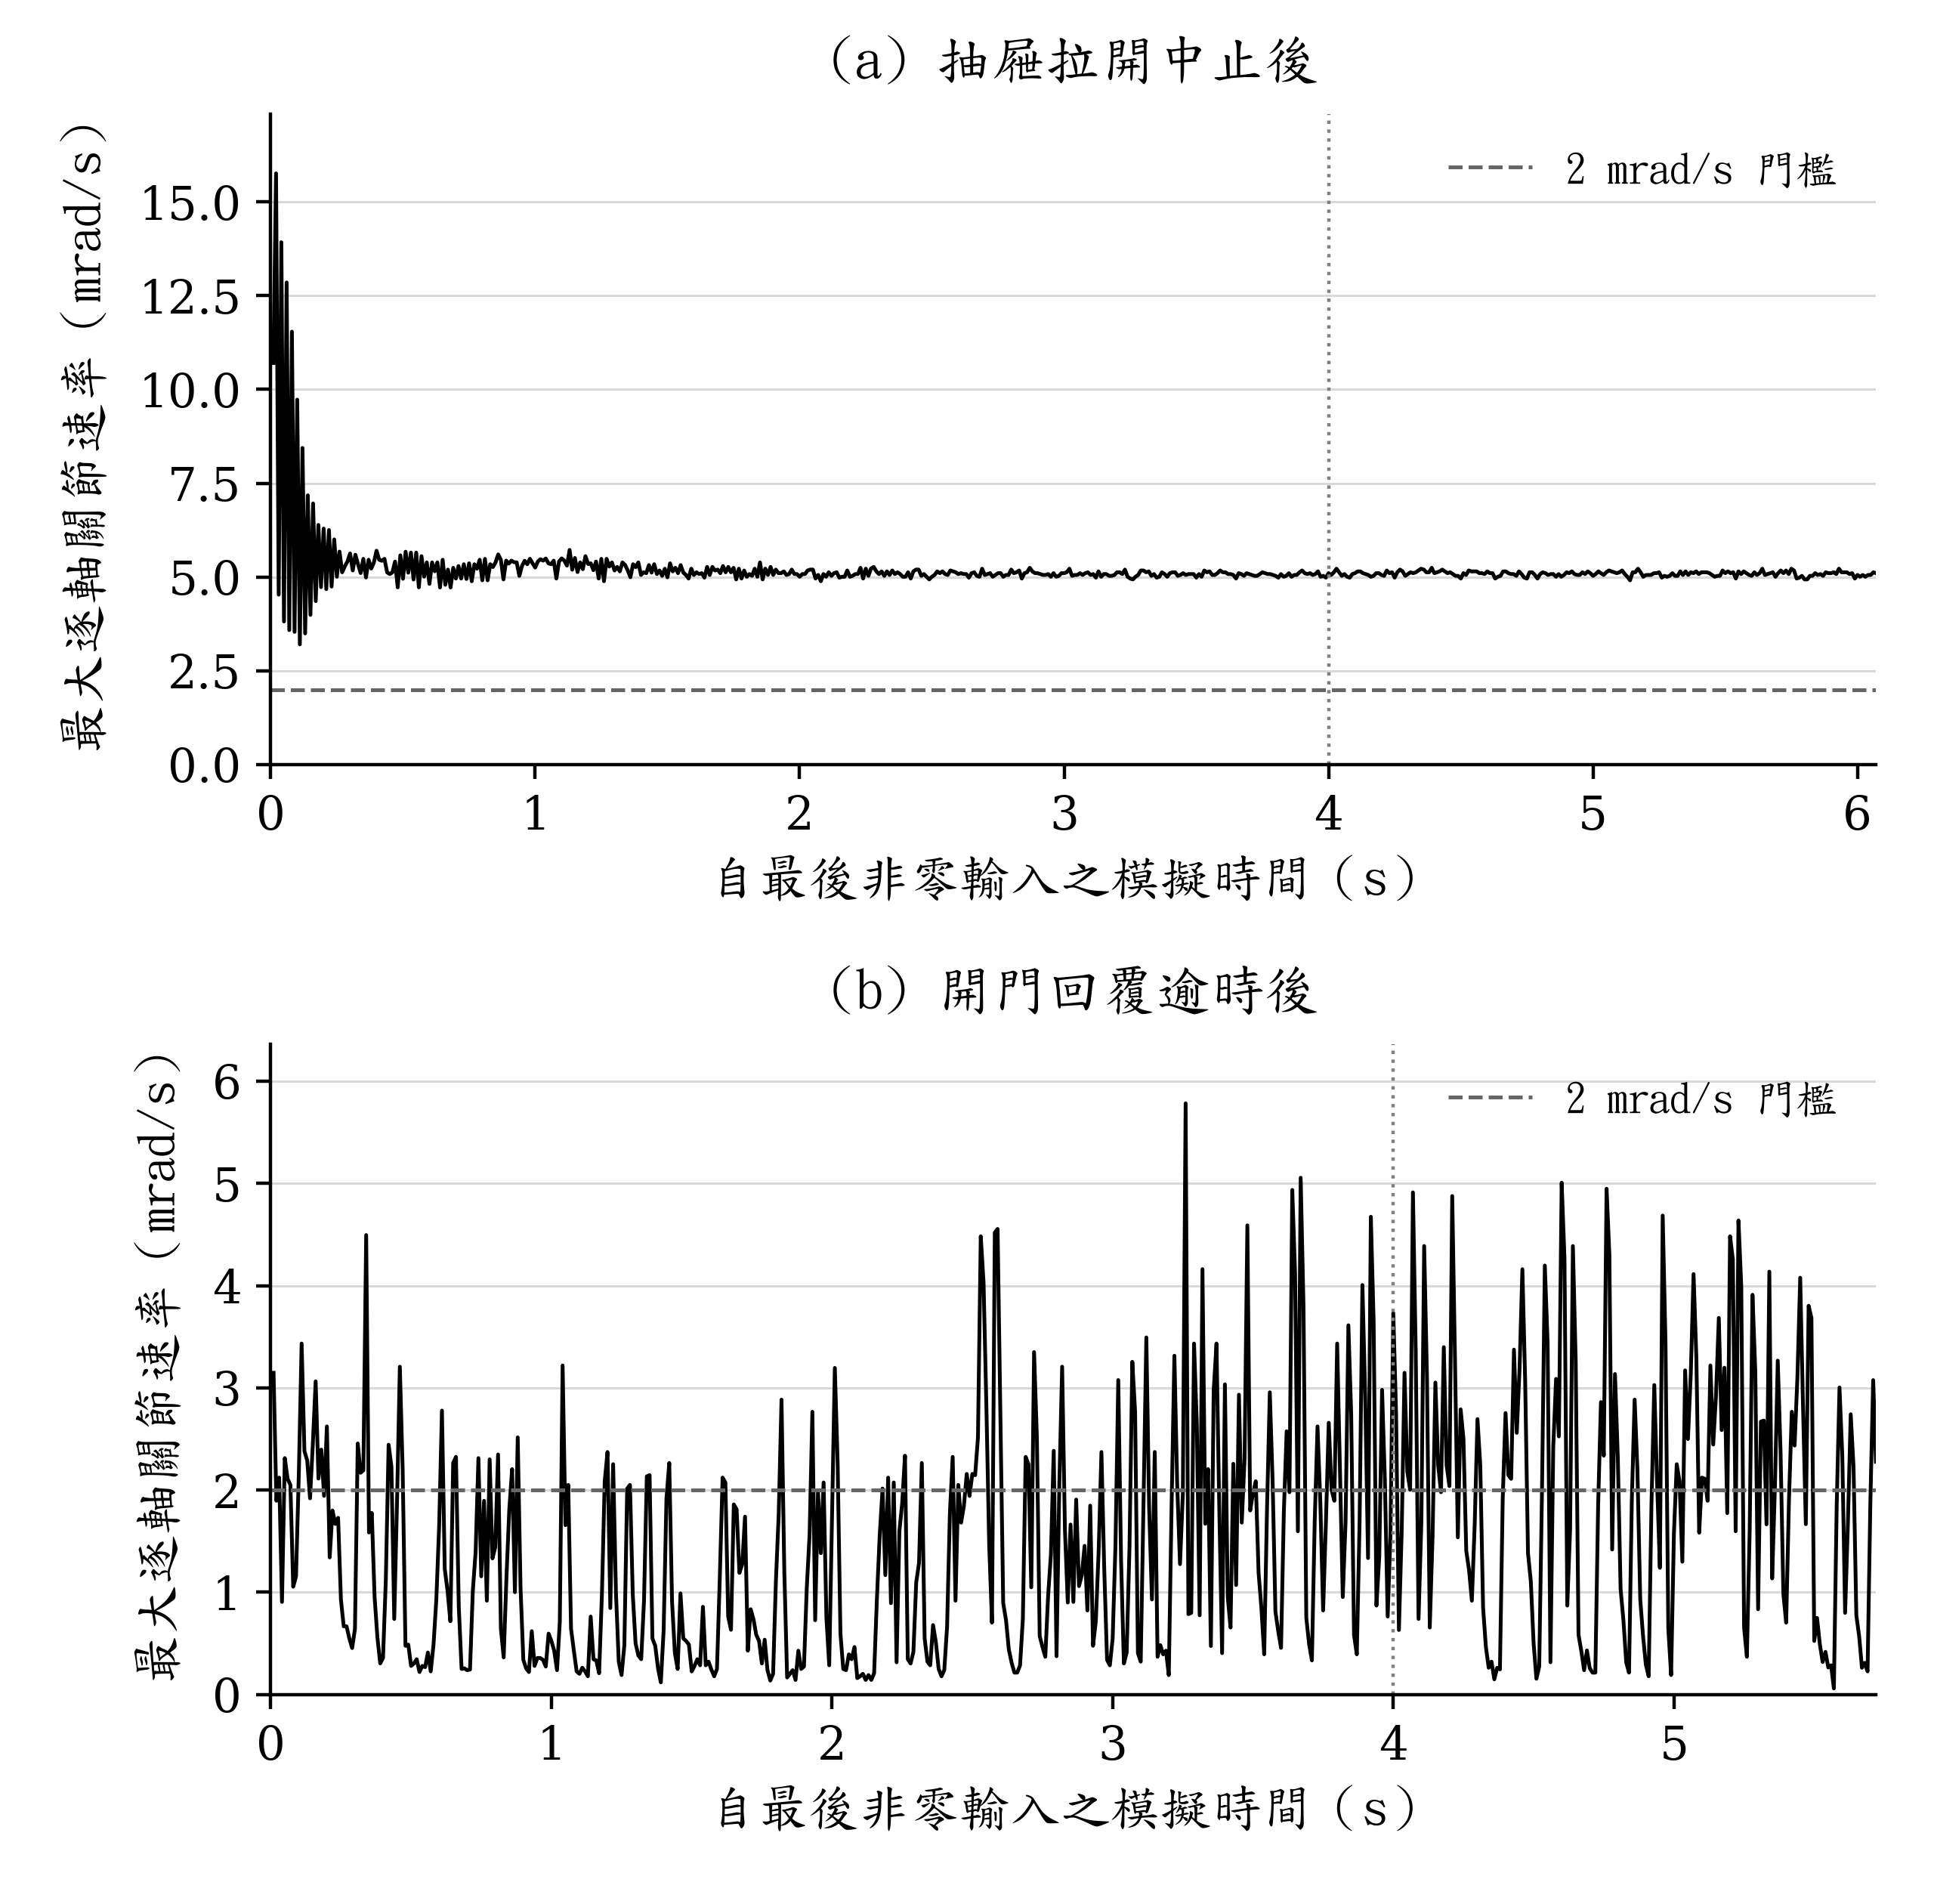 (a) 抽屜拉開中止後
最大逐軸關節速率 (mrad/s)
15.0
12.5
10.0
7.5
5.0
2.5
0.0
2 mrad/s 門檻
0 1 2 3 4 5 6
自最後非零輸入之模擬時間 (s)
(b) 開門回覆逾時後
最大逐軸關節速率 (mrad/s)
6
5
4
3
2
1
0
2 mrad/s 門檻
0 1 2 3 4 5
自最後非零輸入之模擬時間 (s)